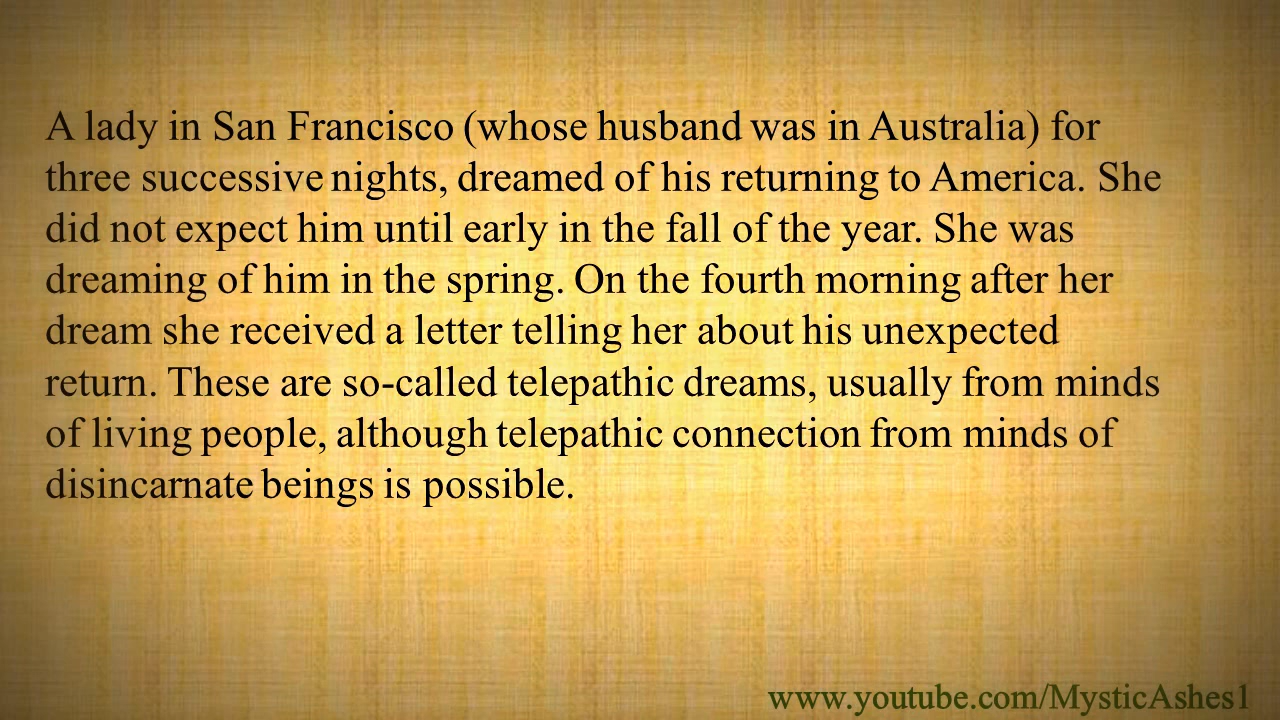 A lady in San Francisco (whose husband was in Australia) for
three successive nights, dreamed of his returning to America. She
did not expect him until early in the fall of the year. She was
dreaming of him in the spring. On the fourth morning after her
dream she received a letter telling her about his unexpected
return. These are so-called telepathic dreams, usually from minds
of living people, although telepathic connection from minds of
disincarnate beings is possible.
www.youtube.com/MysticAshes1